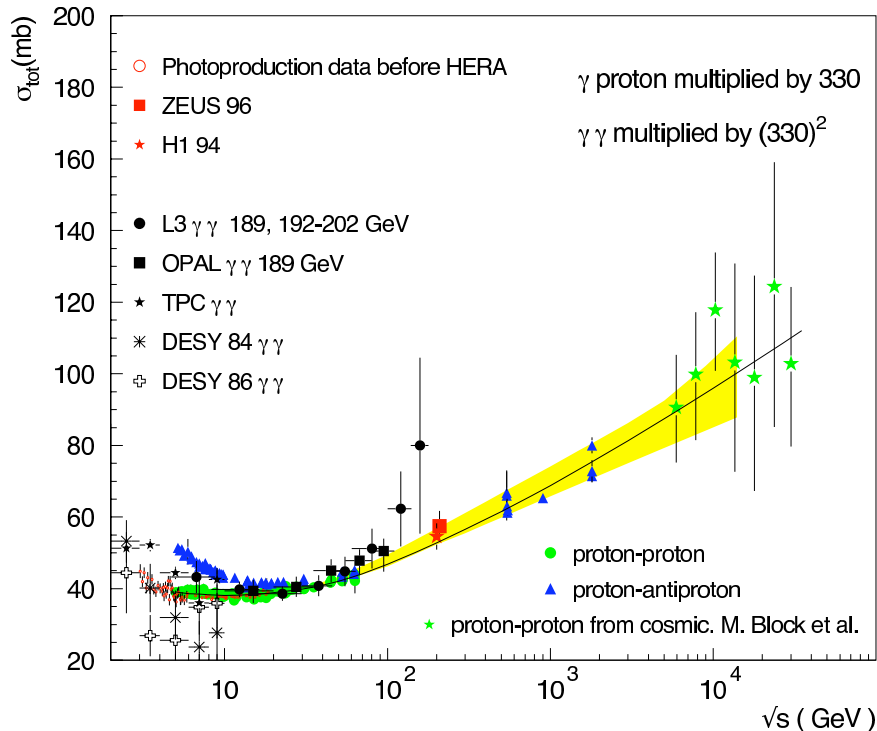 σtot(mb)
200
180
160
140
120
100
80
60
40
20
Photoproduction data before HERA
ZEUS 96
H1 94
γ proton multiplied by 330
γ γ multiplied by (330)²
L3 γ γ 189, 192-202 GeV
OPAL γ γ 189 GeV
TPC γ γ
DESY 84 γ γ
DESY 86 γ γ
proton-proton
proton-antiproton
proton-proton from cosmic. M. Block et al.
10 10² 10³ 10⁴
√s ( GeV)